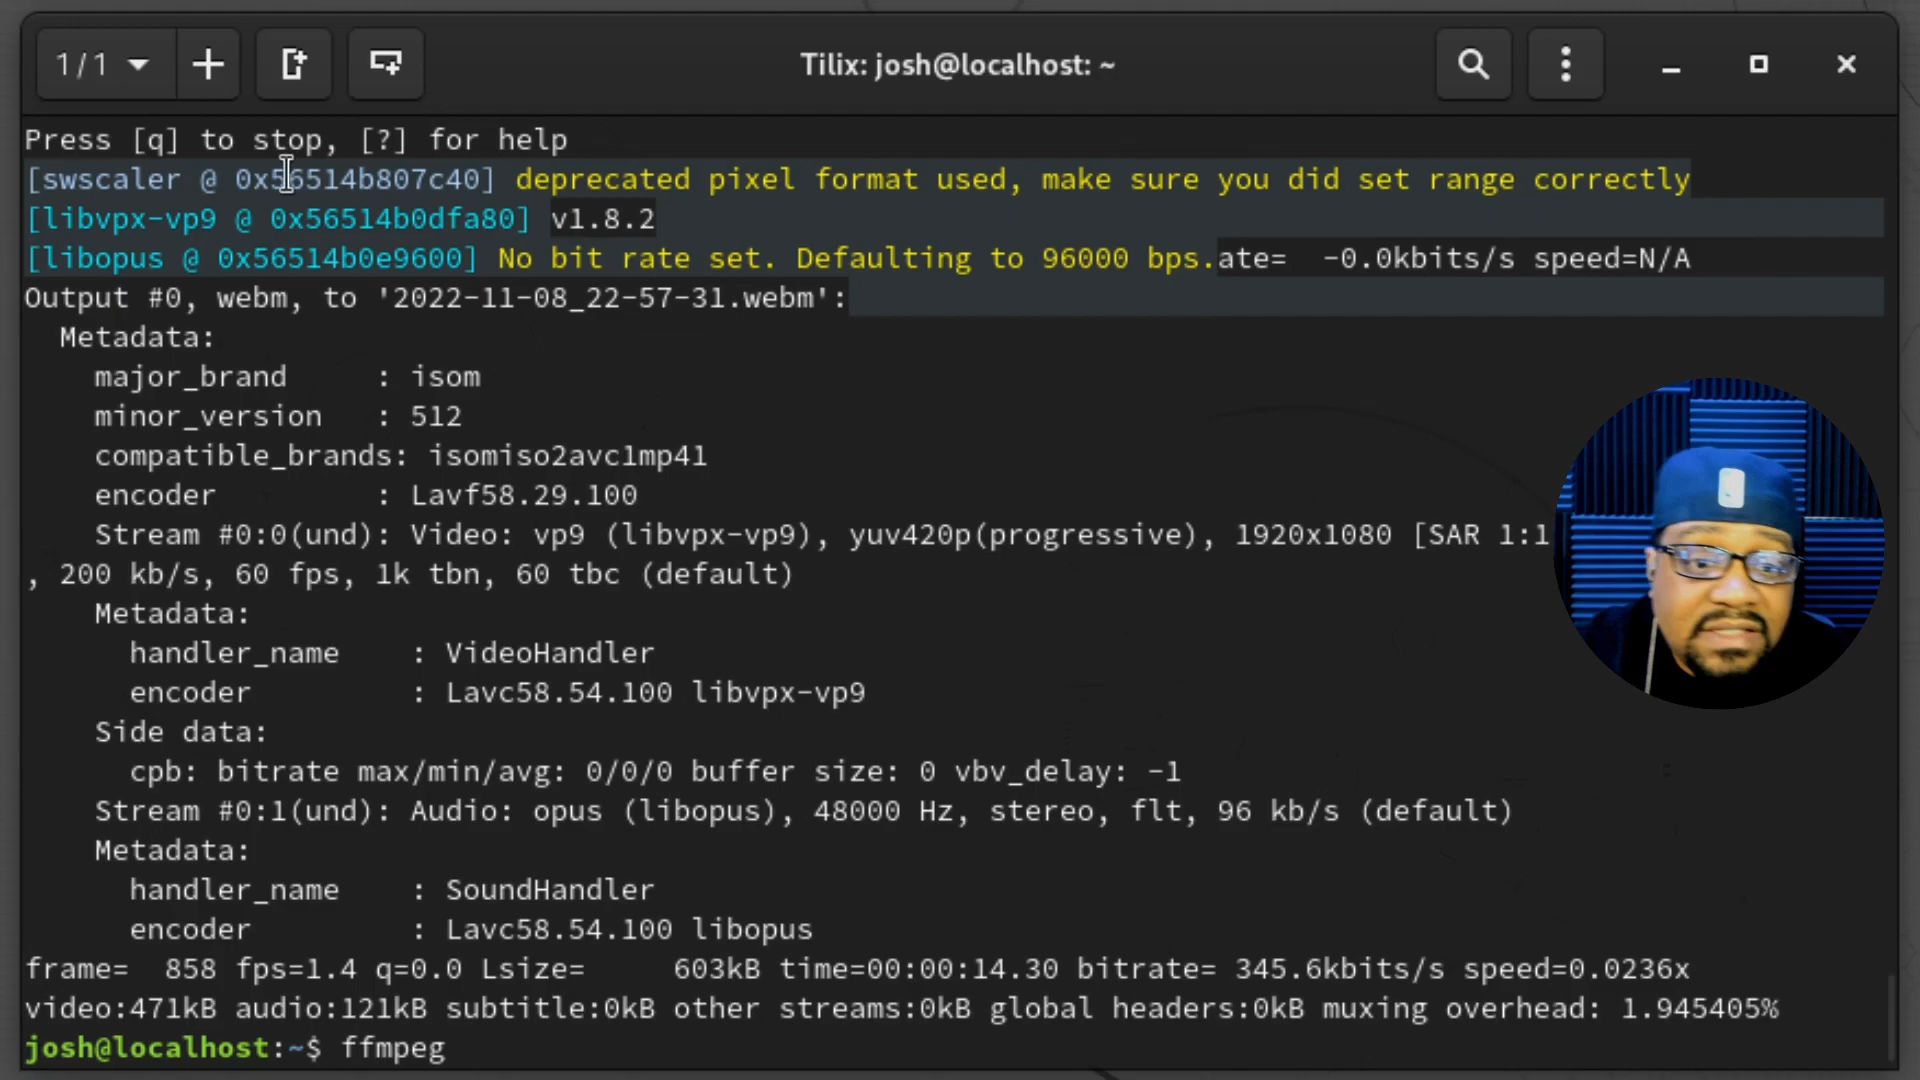 1/1
Tilix: josh@localhost: ~
Press [q] to stop, [?] for help
[swscaler @ 0x56514b807c40] deprecated pixel format used, make sure you did set range correctly
[libvpx-vp9 @ 0x56514b0dfa80] v1.8.2
[libopus @ 0x56514b0e9600] No bit rate set. Defaulting to 96000 bps.ate=  -0.0kbits/s speed=N/A
Output #0, webm, to '2022-11-08_22-57-31.webm':
  Metadata:
    major_brand     : isom
    minor_version   : 512
    compatible_brands: isomiso2avc1mp41
    encoder         : Lavf58.29.100
    Stream #0:0(und): Video: vp9 (libvpx-vp9), yuv420p(progressive), 1920x1080 [SAR 1:1
, 200 kb/s, 60 fps, 1k tbn, 60 tbc (default)
    Metadata:
      handler_name    : VideoHandler
      encoder         : Lavc58.54.100 libvpx-vp9
    Side data:
      cpb: bitrate max/min/avg: 0/0/0 buffer size: 0 vbv_delay: -1
    Stream #0:1(und): Audio: opus (libopus), 48000 Hz, stereo, flt, 96 kb/s (default)
    Metadata:
      handler_name    : SoundHandler
      encoder         : Lavc58.54.100 libopus
frame=  858 fps=1.4 q=0.0 Lsize=     603kB time=00:00:14.30 bitrate= 345.6kbits/s speed=0.0236x
video:471kB audio:121kB subtitle:0kB other streams:0kB global headers:0kB muxing overhead: 1.945405%
josh@localhost:~$ ffmpeg